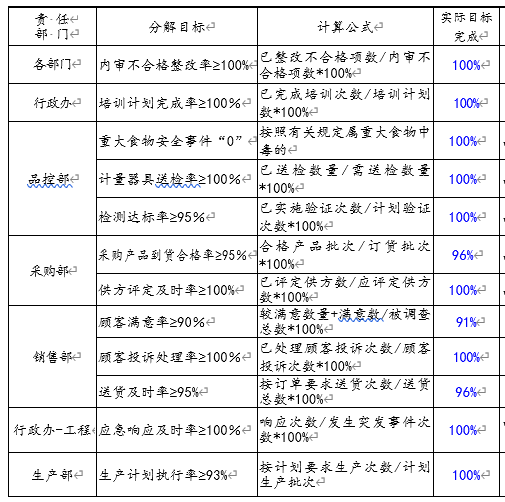 责 任
部 门
分解目标
计算公式
实际目标
完成
各部门
内审不合格整改率≥100%
已整改不合格项数/内审不
合格项数*100%
100%
行政办
培训计划完成率≥100%
已完成培训次数/培训计划
数*100%
100%
品控部
重大食物安全事件“0”
按照有关规定属重大食物中
毒的
100%
计量器具送检率≥100%
已送检数量/需送检数量
*100%
100%
检测达标率≥95%
已实施验证次数/计划验证
次数*100%
100%
采购部
采购产品到货合格率≥95%
合格产品批次/订货批次
*100%
96%
供方评定及时率≥100%
已评定供方数/应评定供方
数*100%
100%
销售部
顾客满意率≥90%
较满意数量+满意数/被调查
总数*100%
91%
顾客投诉处理率≥100%
已处理顾客投诉次数/顾客
投诉次数*100%
100%
送货及时率≥95%
按订单要求送货次数/送货
总数*100%
96%
行政办-工程
应急响应及时率≥100%
响应次数/发生突发事件次
数*100%
100%
生产部
生产计划执行率≥93%
按计划要求生产次数/计划
生产批次
100%